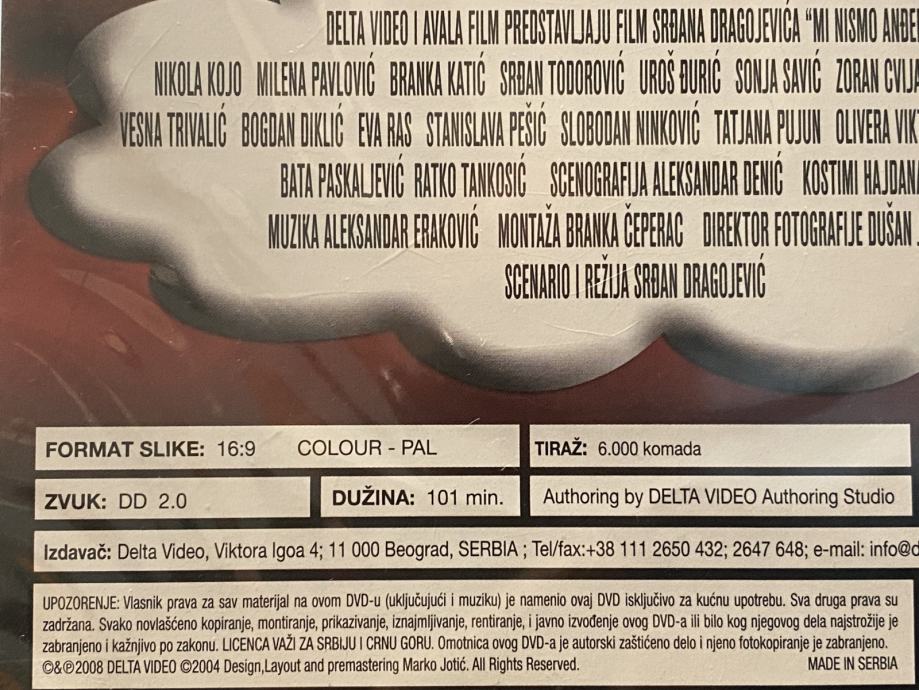 DELTA VIDEO I AVALA FILM PREDSTAVLJAJU FILM SRĐANA DRAGOJEVIĆA "MI NISMO
NIKOLA KOJO MILENA PAVLOVIĆ BRANKA KATIĆ SRĐAN TODOROVIĆ UROŠ ĐURIĆ SONJA SAVIĆ ZORAN
VESNA TRIVALIĆ BOGDAN DIKLIĆ EVA RAS STANISLAVA PEŠIĆ SLOBODAN NINKOVIĆ TATJANA PUJUN OLIVERA
BATA PASKALJEVIĆ RATKO TANKOSIĆ SCENOGRAFIJA ALEKSANDAR DENIĆ KOSTIMI
MUZIKA ALEKSANDAR ERAKOVIĆ MONTAŽA BRANKA ČEPERAC DIREKTOR FOTOGRAFIJE DUŠAN
SCENARIO I REŽIJA SRĐAN DRAGOJEVIĆ
FORMAT SLIKE: 16:9 COLOUR - PAL TIRAŽ: 6.000 komada
ZVUK: DD 2.0 DUŽINA: 101 min. Authoring by DELTA VIDEO Authoring Studio
Izdavač: Delta Video, Viktora Igoa 4; 11 000 Beograd, SERBIA ; Tel/fax:+38 111 2650 432; 2647 648; e-mail:
UPOZORENJE: Vlasnik prava za sav materijal na ovom DVD-u (uključujući i muziku) je namenio ovaj DVD isključivo za kućnu upotrebu. Sva druga prava su
zadržana. Svako novlašćeno kopiranje, montiranje, prikazivanje, iznajmljivanje, rentiranje, i javno izvođenje ovog DVD-a ili bilo kog njegovog dela najstrožije je
zabranjeno i kažnjivo po zakonu. LICENCA VAŽI ZA SRBIJU I CRNU GORU. Omotnica ovog DVD-a je autorski zaštićeno delo i njeno fotokopiranje je zabranjeno.
©&℗2008 DELTA VIDEO ©2004 Design,Layout and premastering Marko Jotić. All Rights Reserved. MADE IN SERBIA